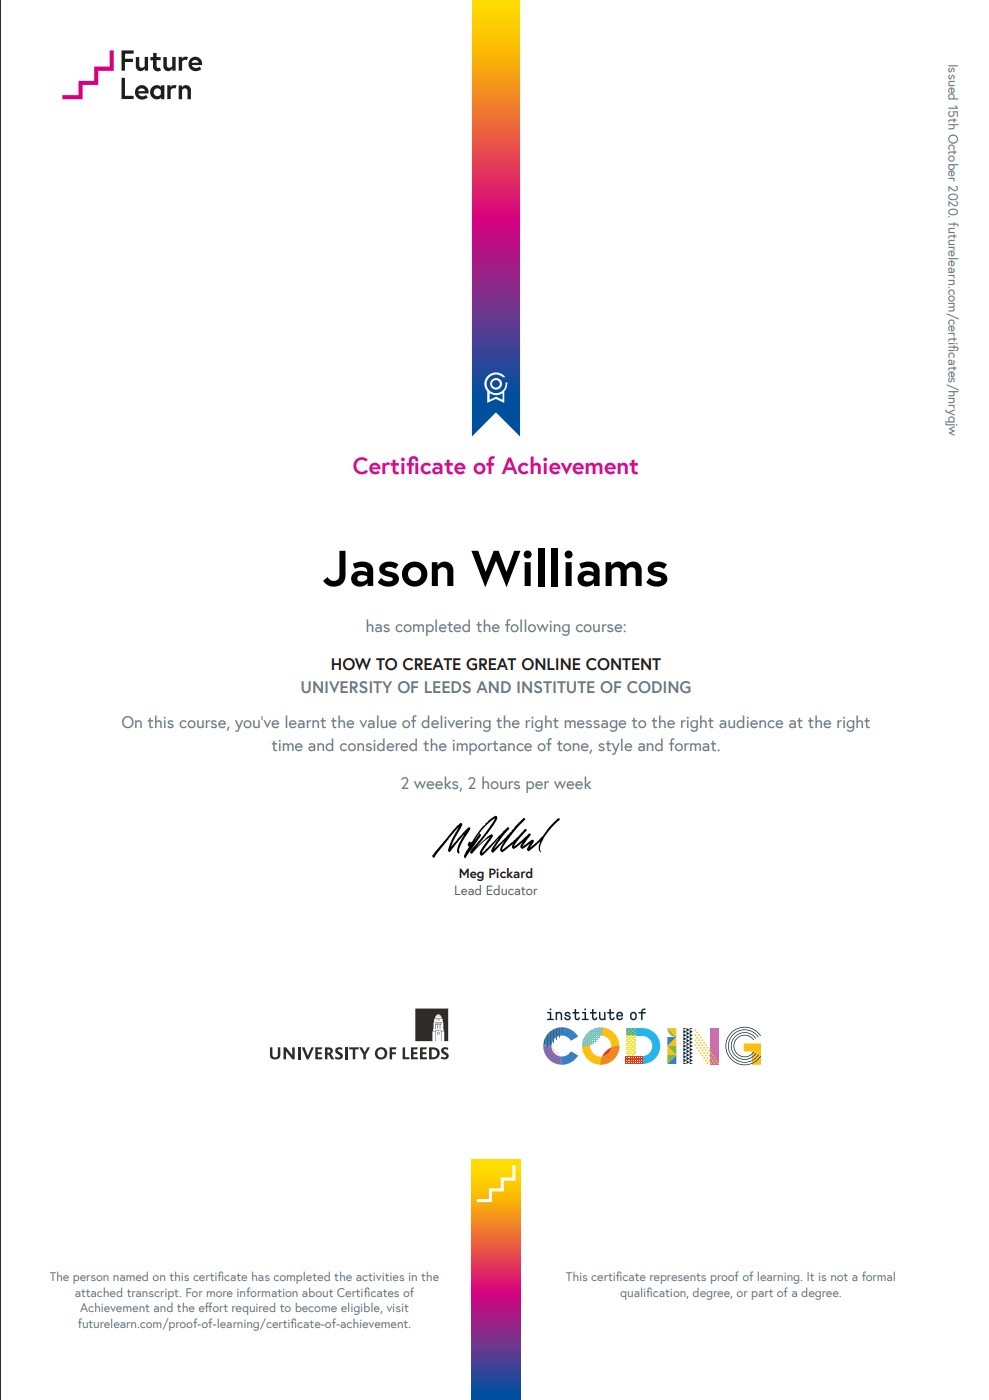 Future
Learn
Issued 15th October 2020. futurelearn.com/certificates/hnryqjw
Certificate of Achievement
Jason Williams
has completed the following course:
HOW TO CREATE GREAT ONLINE CONTENT
UNIVERSITY OF LEEDS AND INSTITUTE OF CODING
On this course, you've learnt the value of delivering the right message to the right audience at the right
time and considered the importance of tone, style and format.
2 weeks, 2 hours per week
Meg Pickard
Lead Educator
UNIVERSITY OF LEEDS
institute of
CODING
The person named on this certificate has completed the activities in the
attached transcript. For more information about Certificates of
Achievement and the effort required to become eligible, visit
futurelearn.com/proof-of-learning/certificate-of-achievement.
This certificate represents proof of learning. It is not a formal
qualification, degree, or part of a degree.